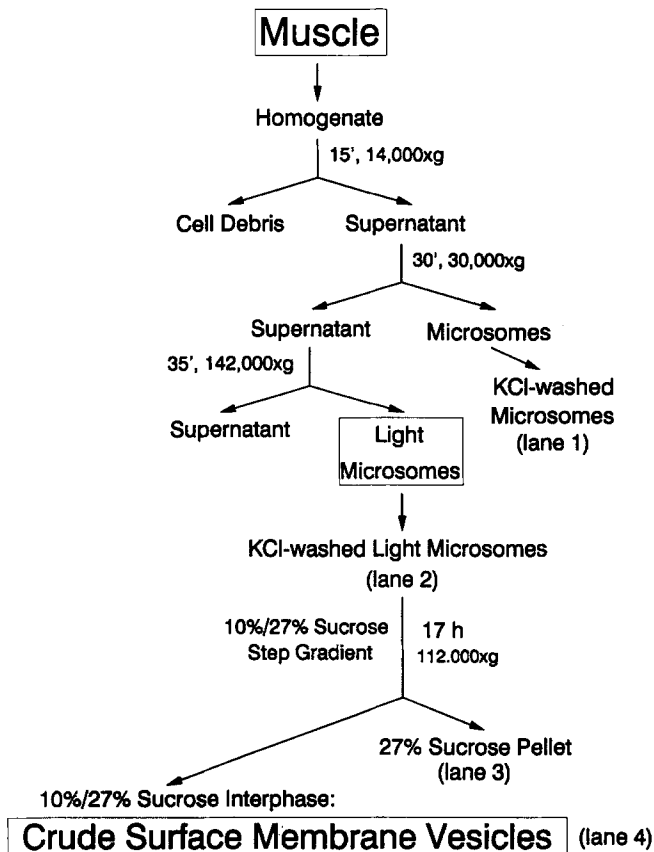 Muscle
Homogenate
15', 14,000xg
Cell Debris
Supernatant
30', 30,000xg
Supernatant
Microsomes
35', 142,000xg
KCl-washed
Microsomes
(lane 1)
Supernatant
Light
Microsomes
KCl-washed Light Microsomes
(lane 2)
10%/27% Sucrose
Step Gradient
17 h
112.000xg
27% Sucrose Pellet
(lane 3)
10%/27% Sucrose Interphase:
Crude Surface Membrane Vesicles (lane 4)